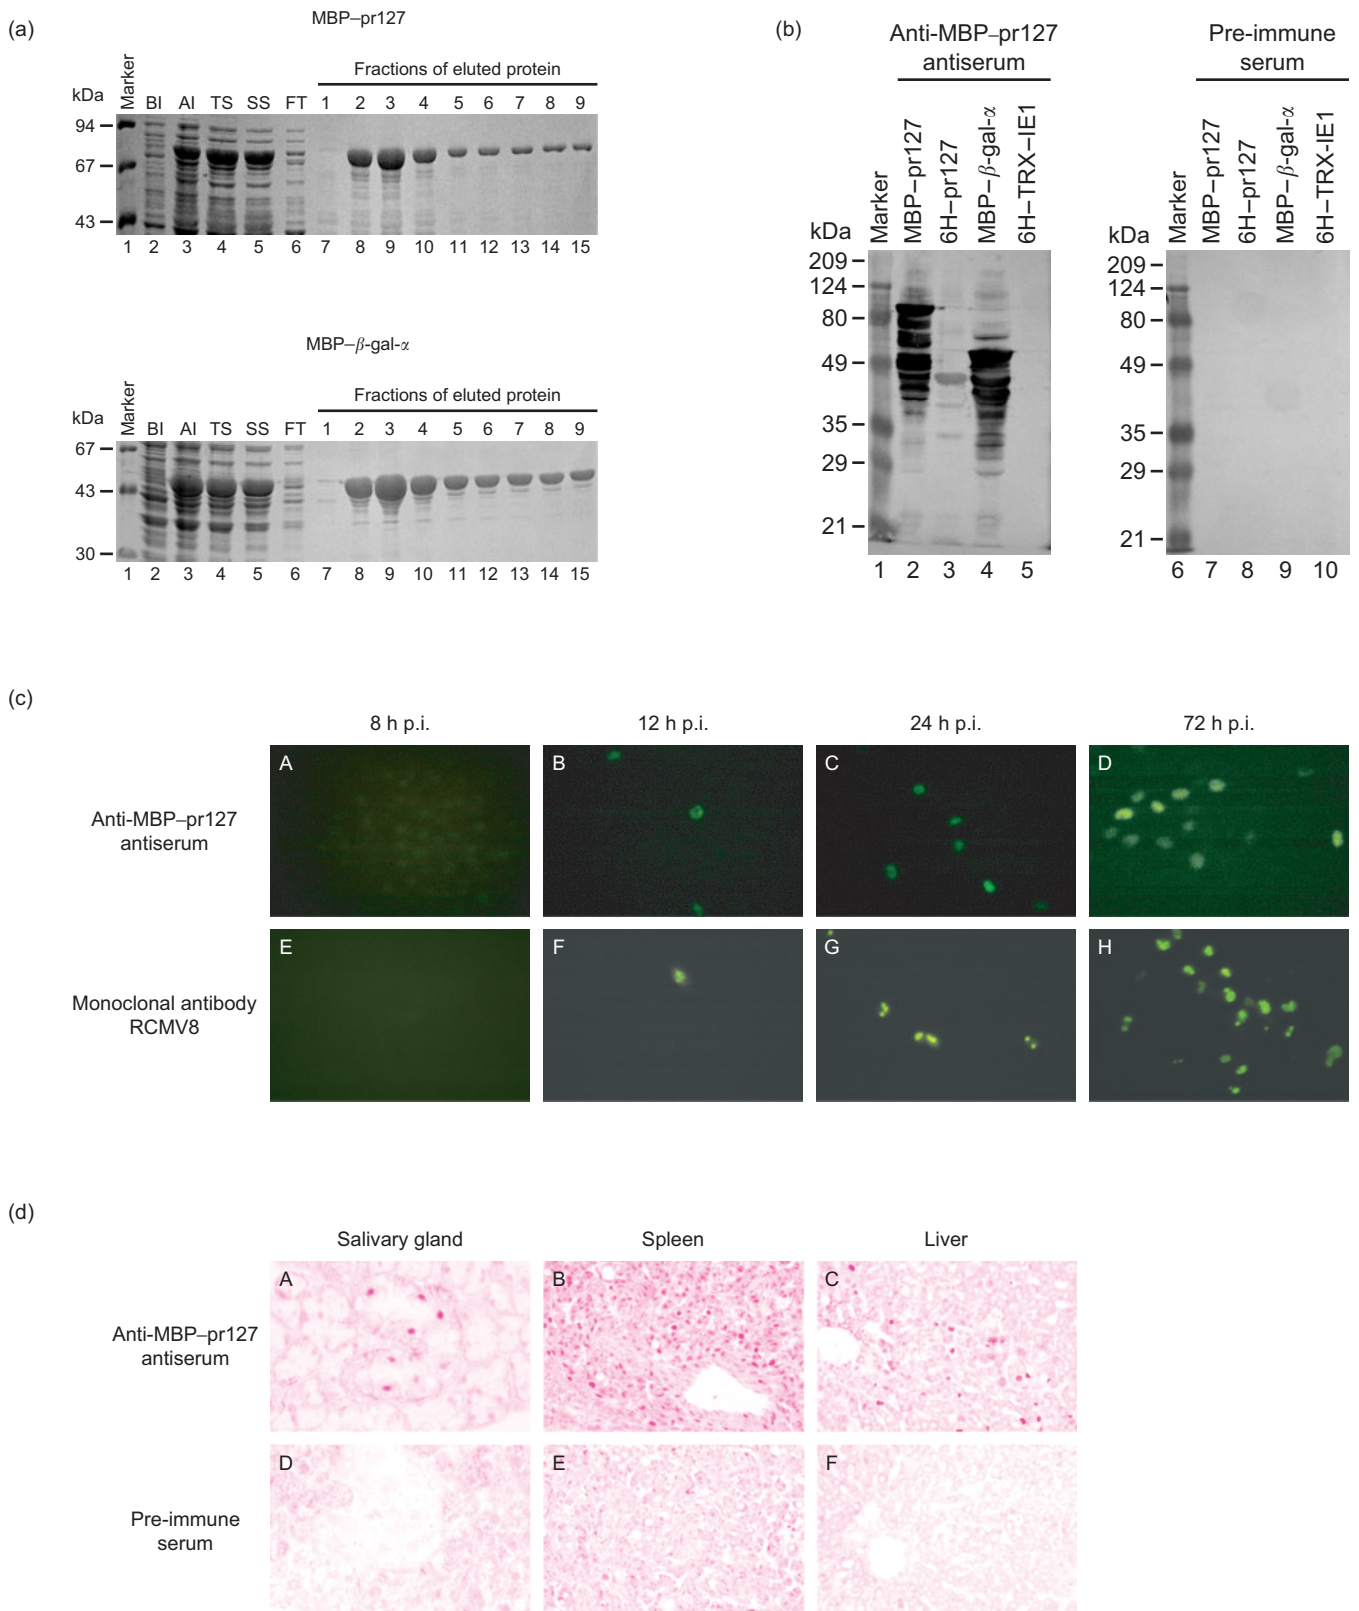 (a)
MBP–pr127
Fractions of eluted protein
kDa Marker BI AI TS SS FT 1 2 3 4 5 6 7 8 9
94
67
43
1 2 3 4 5 6 7 8 9 10 11 12 13 14 15
MBP–β-gal-α
Fractions of eluted protein
kDa Marker BI AI TS SS FT 1 2 3 4 5 6 7 8 9
67
43
30
1 2 3 4 5 6 7 8 9 10 11 12 13 14 15
(b)
Anti-MBP–pr127
antiserum
kDa Marker MBP–pr127 6H–pr127 MBP–β-gal-α 6H–TRX–IE1
209
124
80
49
35
29
21
1 2 3 4 5
Pre-immune
serum
kDa Marker MBP–pr127 6H–pr127 MBP–β-gal-α 6H–TRX-IE1
209
124
80
49
35
29
21
6 7 8 9 10
(c)
8 h p.i. 12 h p.i. 24 h p.i. 72 h p.i.
A B C D
Anti-MBP–pr127
antiserum
E F G H
Monoclonal antibody
RCMV8
(d)
Salivary gland Spleen Liver
A B C
Anti-MBP–pr127
antiserum
D E F
Pre-immune
serum